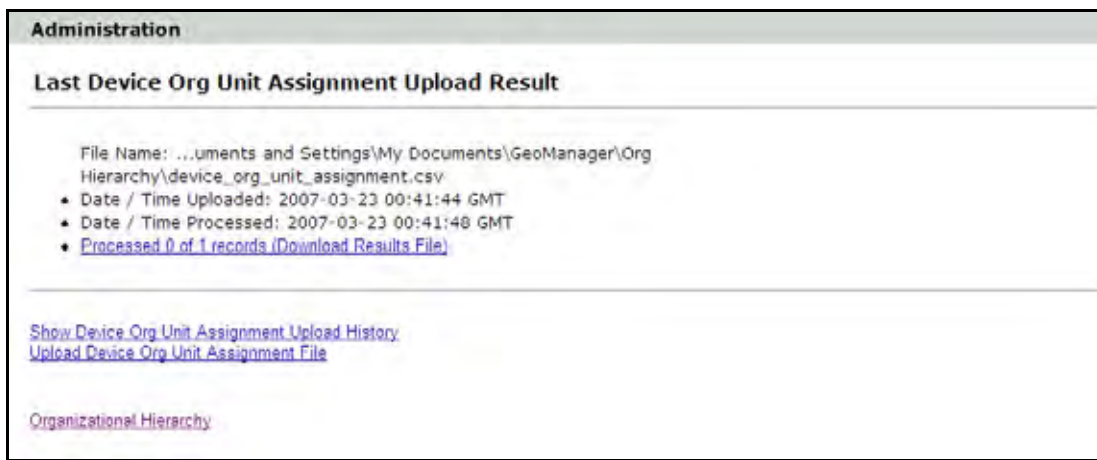 Administration
Last Device Org Unit Assignment Upload Result
File Name: ...uments and Settings\My Documents\GeoManager\Org
Hierarchy\device_org_unit_assignment.csv
• Date / Time Uploaded: 2007-03-23 00:41:44 GMT
• Date / Time Processed: 2007-03-23 00:41:48 GMT
• Processed 0 of 1 records (Download Results File)
Show Device Org Unit Assignment Upload History
Upload Device Org Unit Assignment File
Organizational Hierarchy